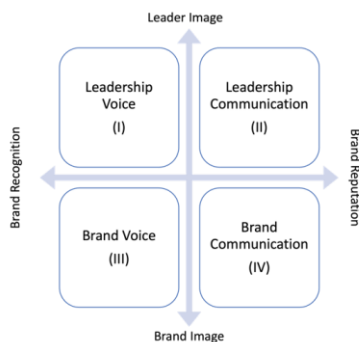 Leader Image
Leadership
Voice
(I)
Leadership
Communication
(II)
Brand Recognition
Brand Reputation
Brand Voice
(III)
Brand
Communication
(IV)
Brand Image